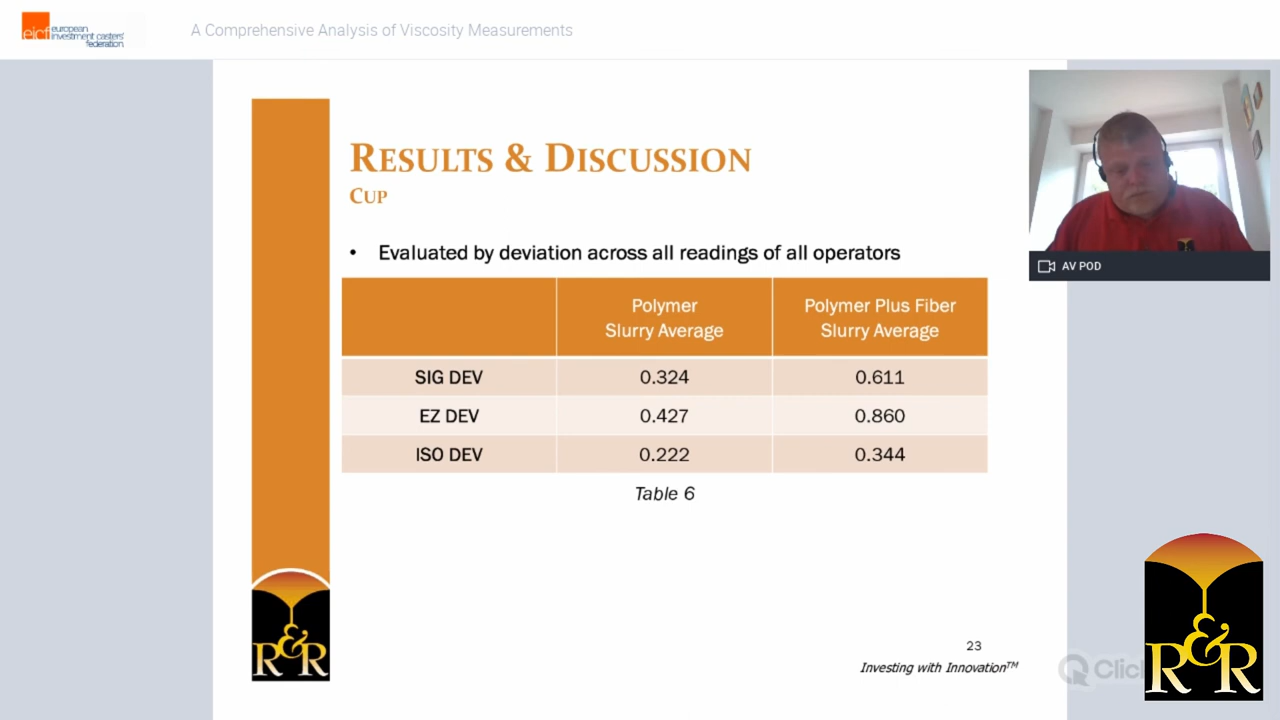 eicf european
investment casters'
federation
A Comprehensive Analysis of Viscosity Measurements
AV POD
RESULTS & DISCUSSION
CUP
• Evaluated by deviation across all readings of all operators
Polymer
Slurry Average
Polymer Plus Fiber
Slurry Average
SIG DEV 0.324 0.611
EZ DEV 0.427 0.860
ISO DEV 0.222 0.344
Table 6
R&R
23
Investing with Innovation™
Click
R&R